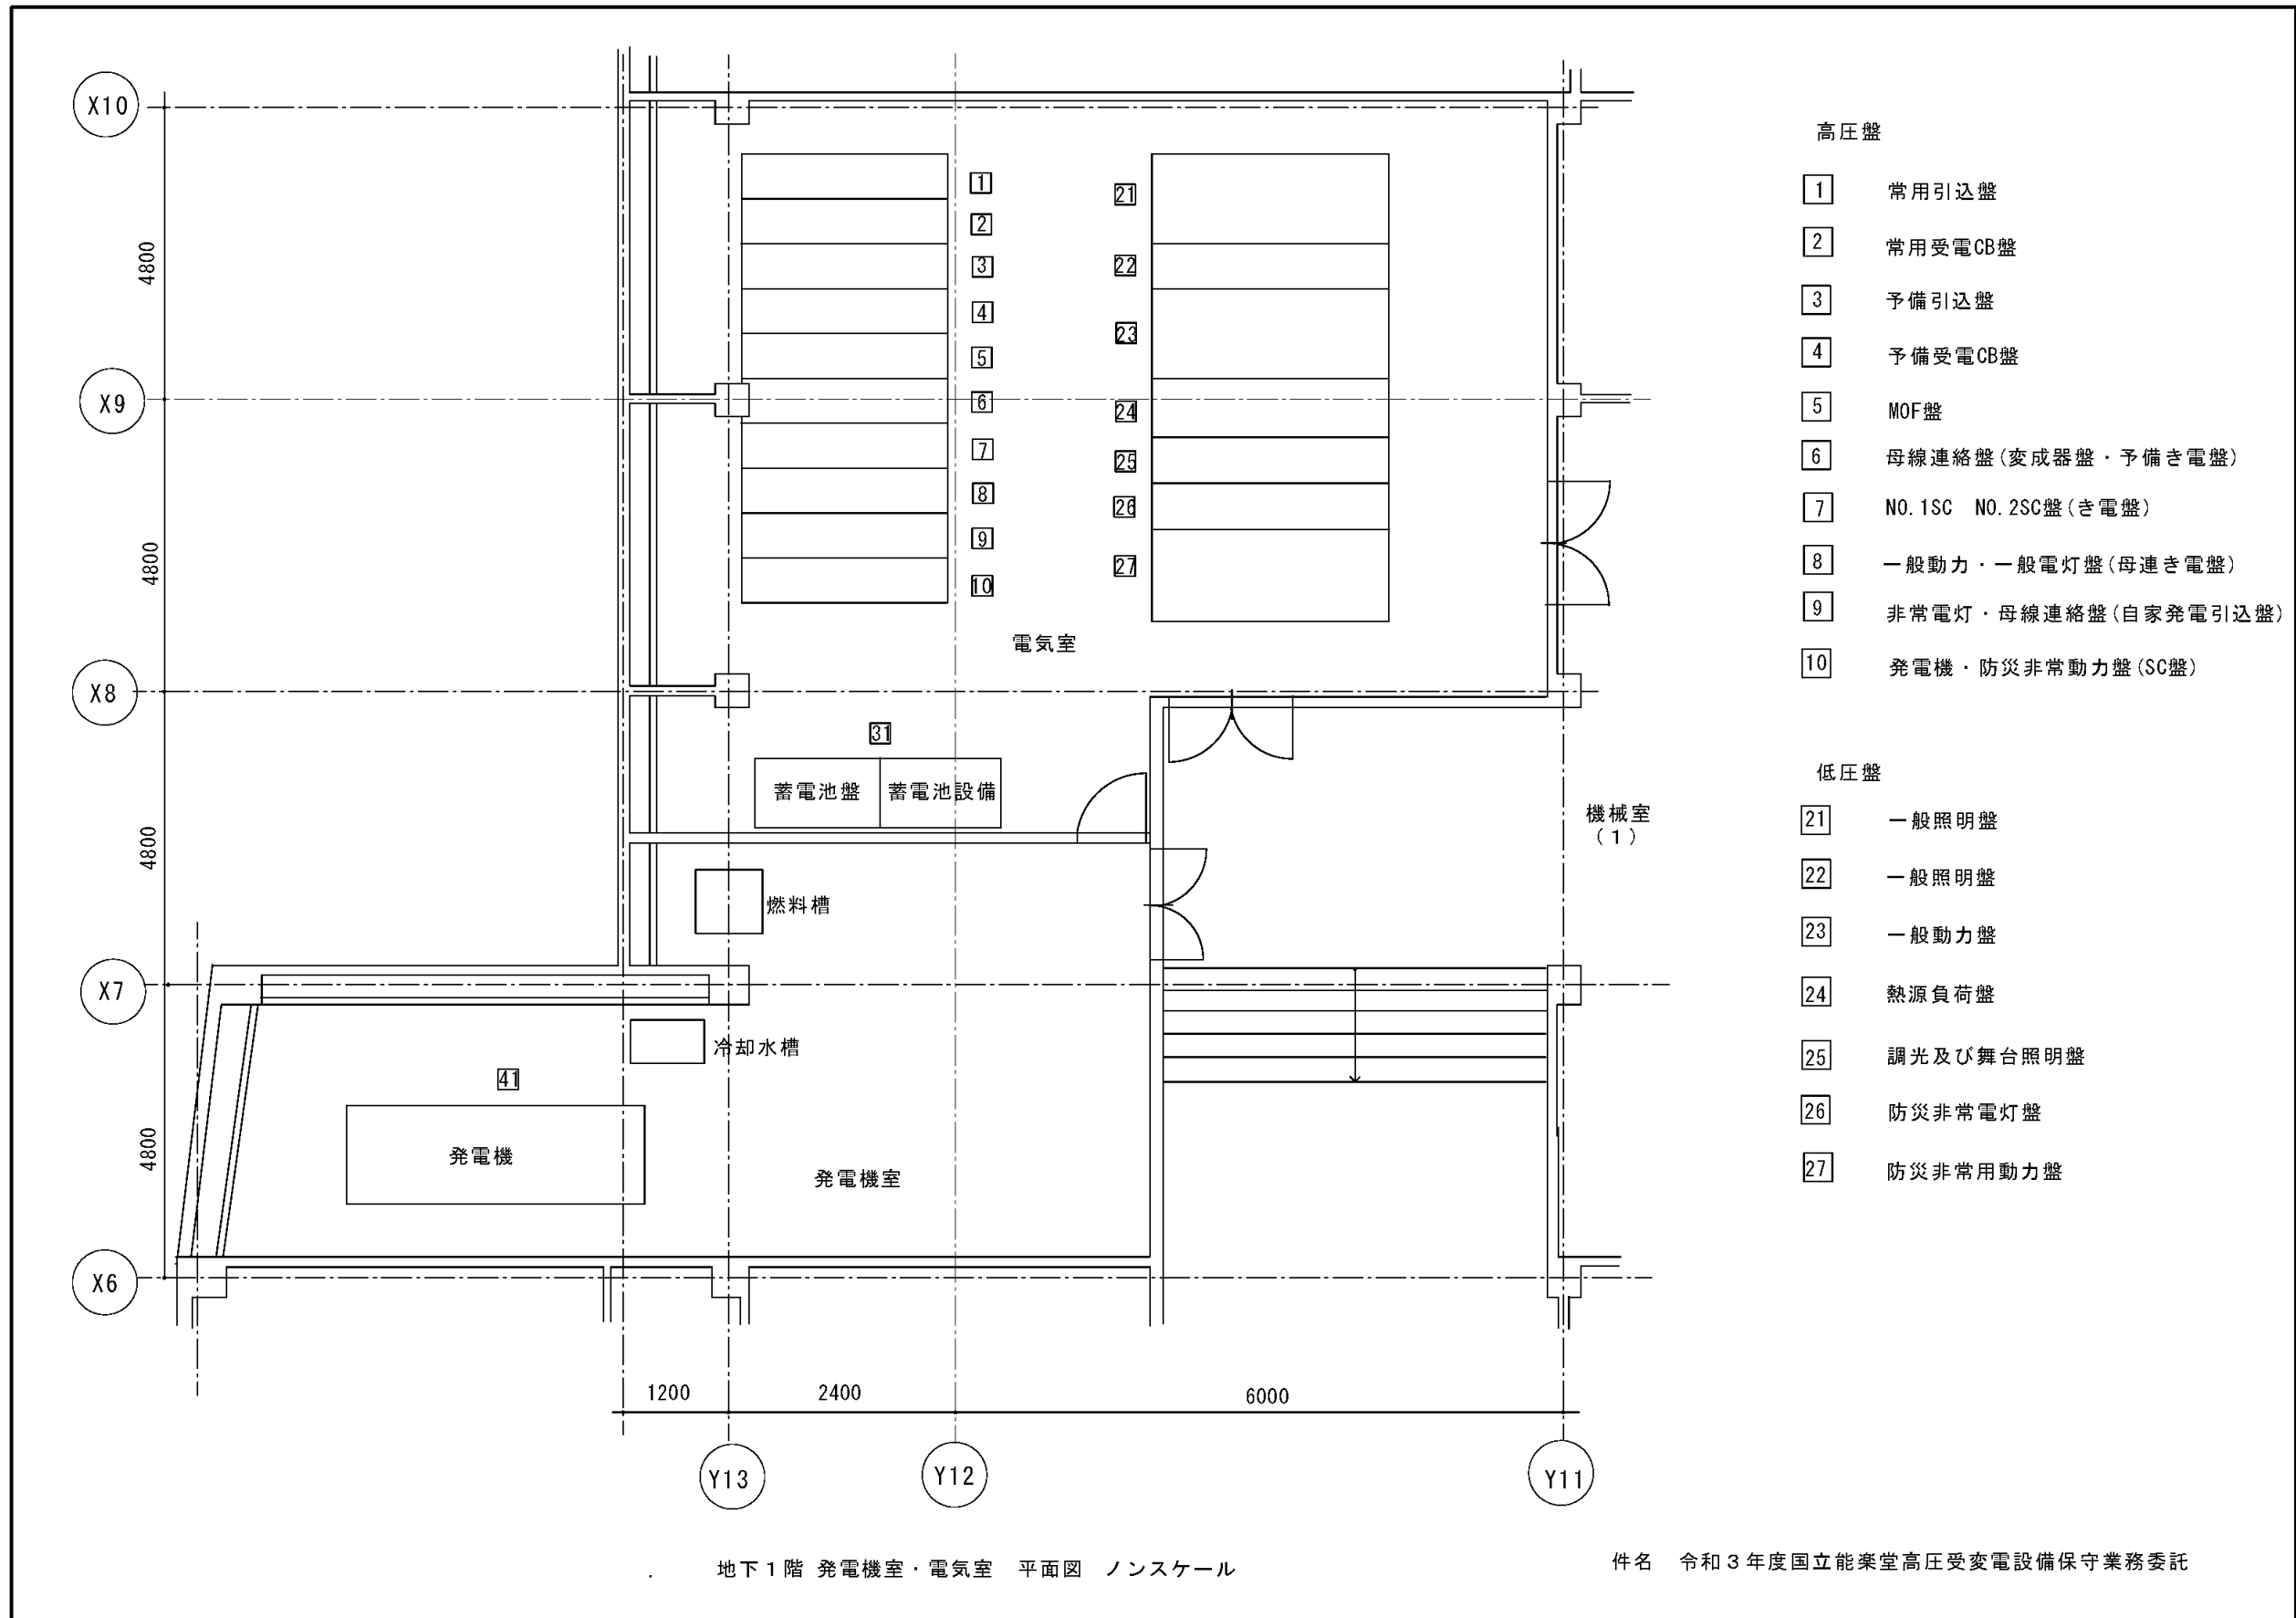 X10
X9
X8
X7
X6
4800
4800
4800
4800
1
2
3
4
5
6
7
8
9
10
21
22
23
24
25
26
27
電気室
31
蓄電池盤
蓄電池設備
機械室
(1)
燃料槽
冷却水槽
41
発電機
発電機室
1200
2400
6000
Y13
Y12
Y11
高圧盤
1 常用引込盤
2 常用受電CB盤
3 予備引込盤
4 予備受電CB盤
5 MOF盤
6 母線連絡盤(変成器盤・予備き電盤)
7 NO.1SC NO.2SC盤(き電盤)
8 一般動力・一般電灯盤(母連き電盤)
9 非常電灯・母線連絡盤(自家発電引込盤)
10 発電機・防災非常動力盤(SC盤)
低圧盤
21 一般照明盤
22 一般照明盤
23 一般動力盤
24 熱源負荷盤
25 調光及び舞台照明盤
26 防災非常電灯盤
27 防災非常用動力盤
地下1階 発電機室・電気室 平面図 ノンスケール
件名 令和3年度国立能楽堂高圧受変電設備保守業務委託